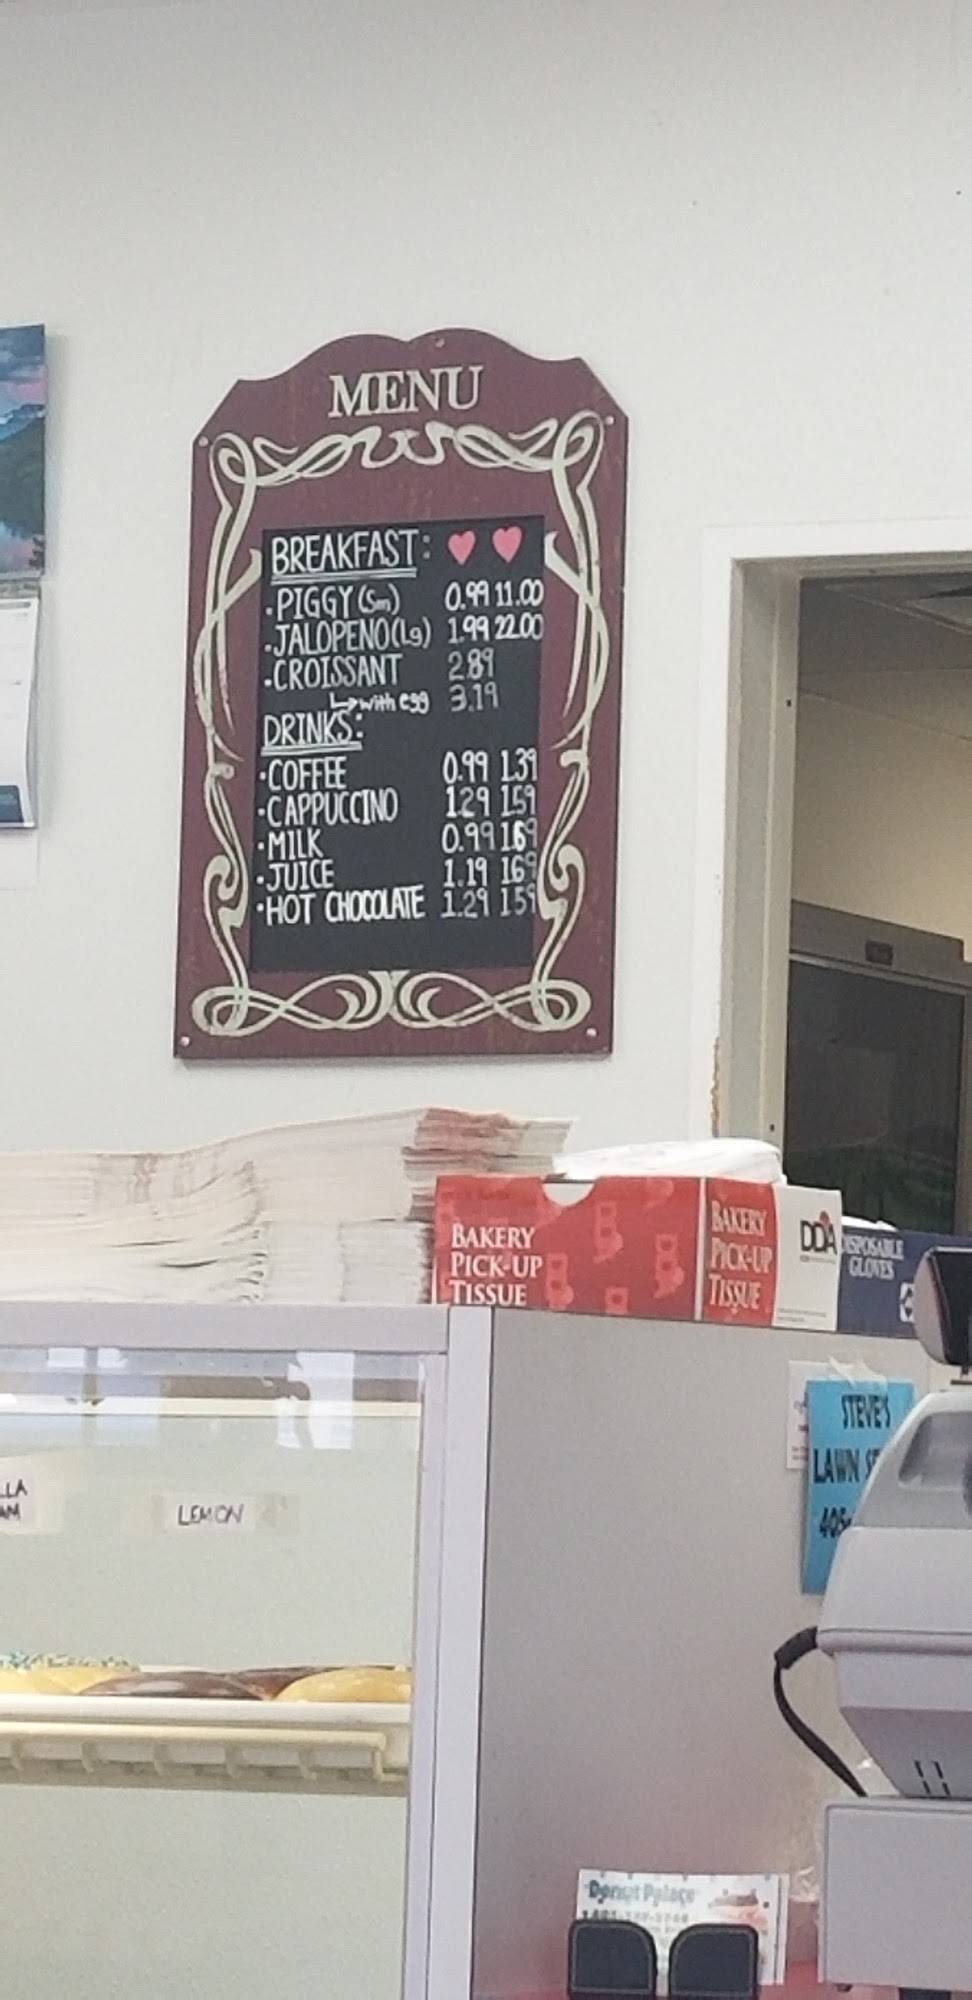 MENU
BREAKFAST:
·PIGGY (Sm) 0.99 11.00
·JALOPENO (Lg) 1.99 22.00
·CROISSANT 2.89
↳with egg 3.19
DRINKS:
·COFFEE 0.99 1.39
·CAPPUCCINO 1.29 1.59
·MILK 0.99 1.69
·JUICE 1.19 1.69
·HOT CHOCOLATE 1.29 1.59
BAKERY
PICK-UP
TISSUE
BAKERY
PICK-UP
TISSUE
DISPOSABLE
GLOVES
STEVE'S
LAWN
LEMON
Donut Palace